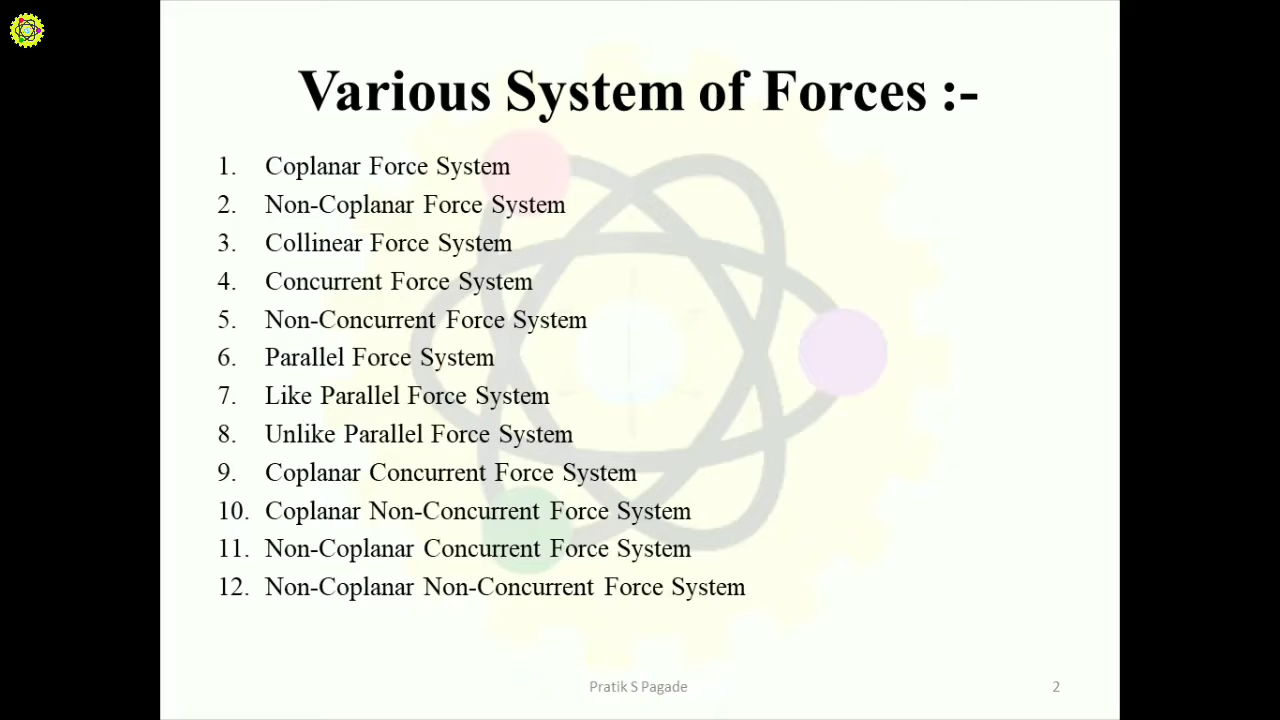 Various System of Forces :-
1. Coplanar Force System
2. Non-Coplanar Force System
3. Collinear Force System
4. Concurrent Force System
5. Non-Concurrent Force System
6. Parallel Force System
7. Like Parallel Force System
8. Unlike Parallel Force System
9. Coplanar Concurrent Force System
10. Coplanar Non-Concurrent Force System
11. Non-Coplanar Concurrent Force System
12. Non-Coplanar Non-Concurrent Force System
Pratik S Pagade 2